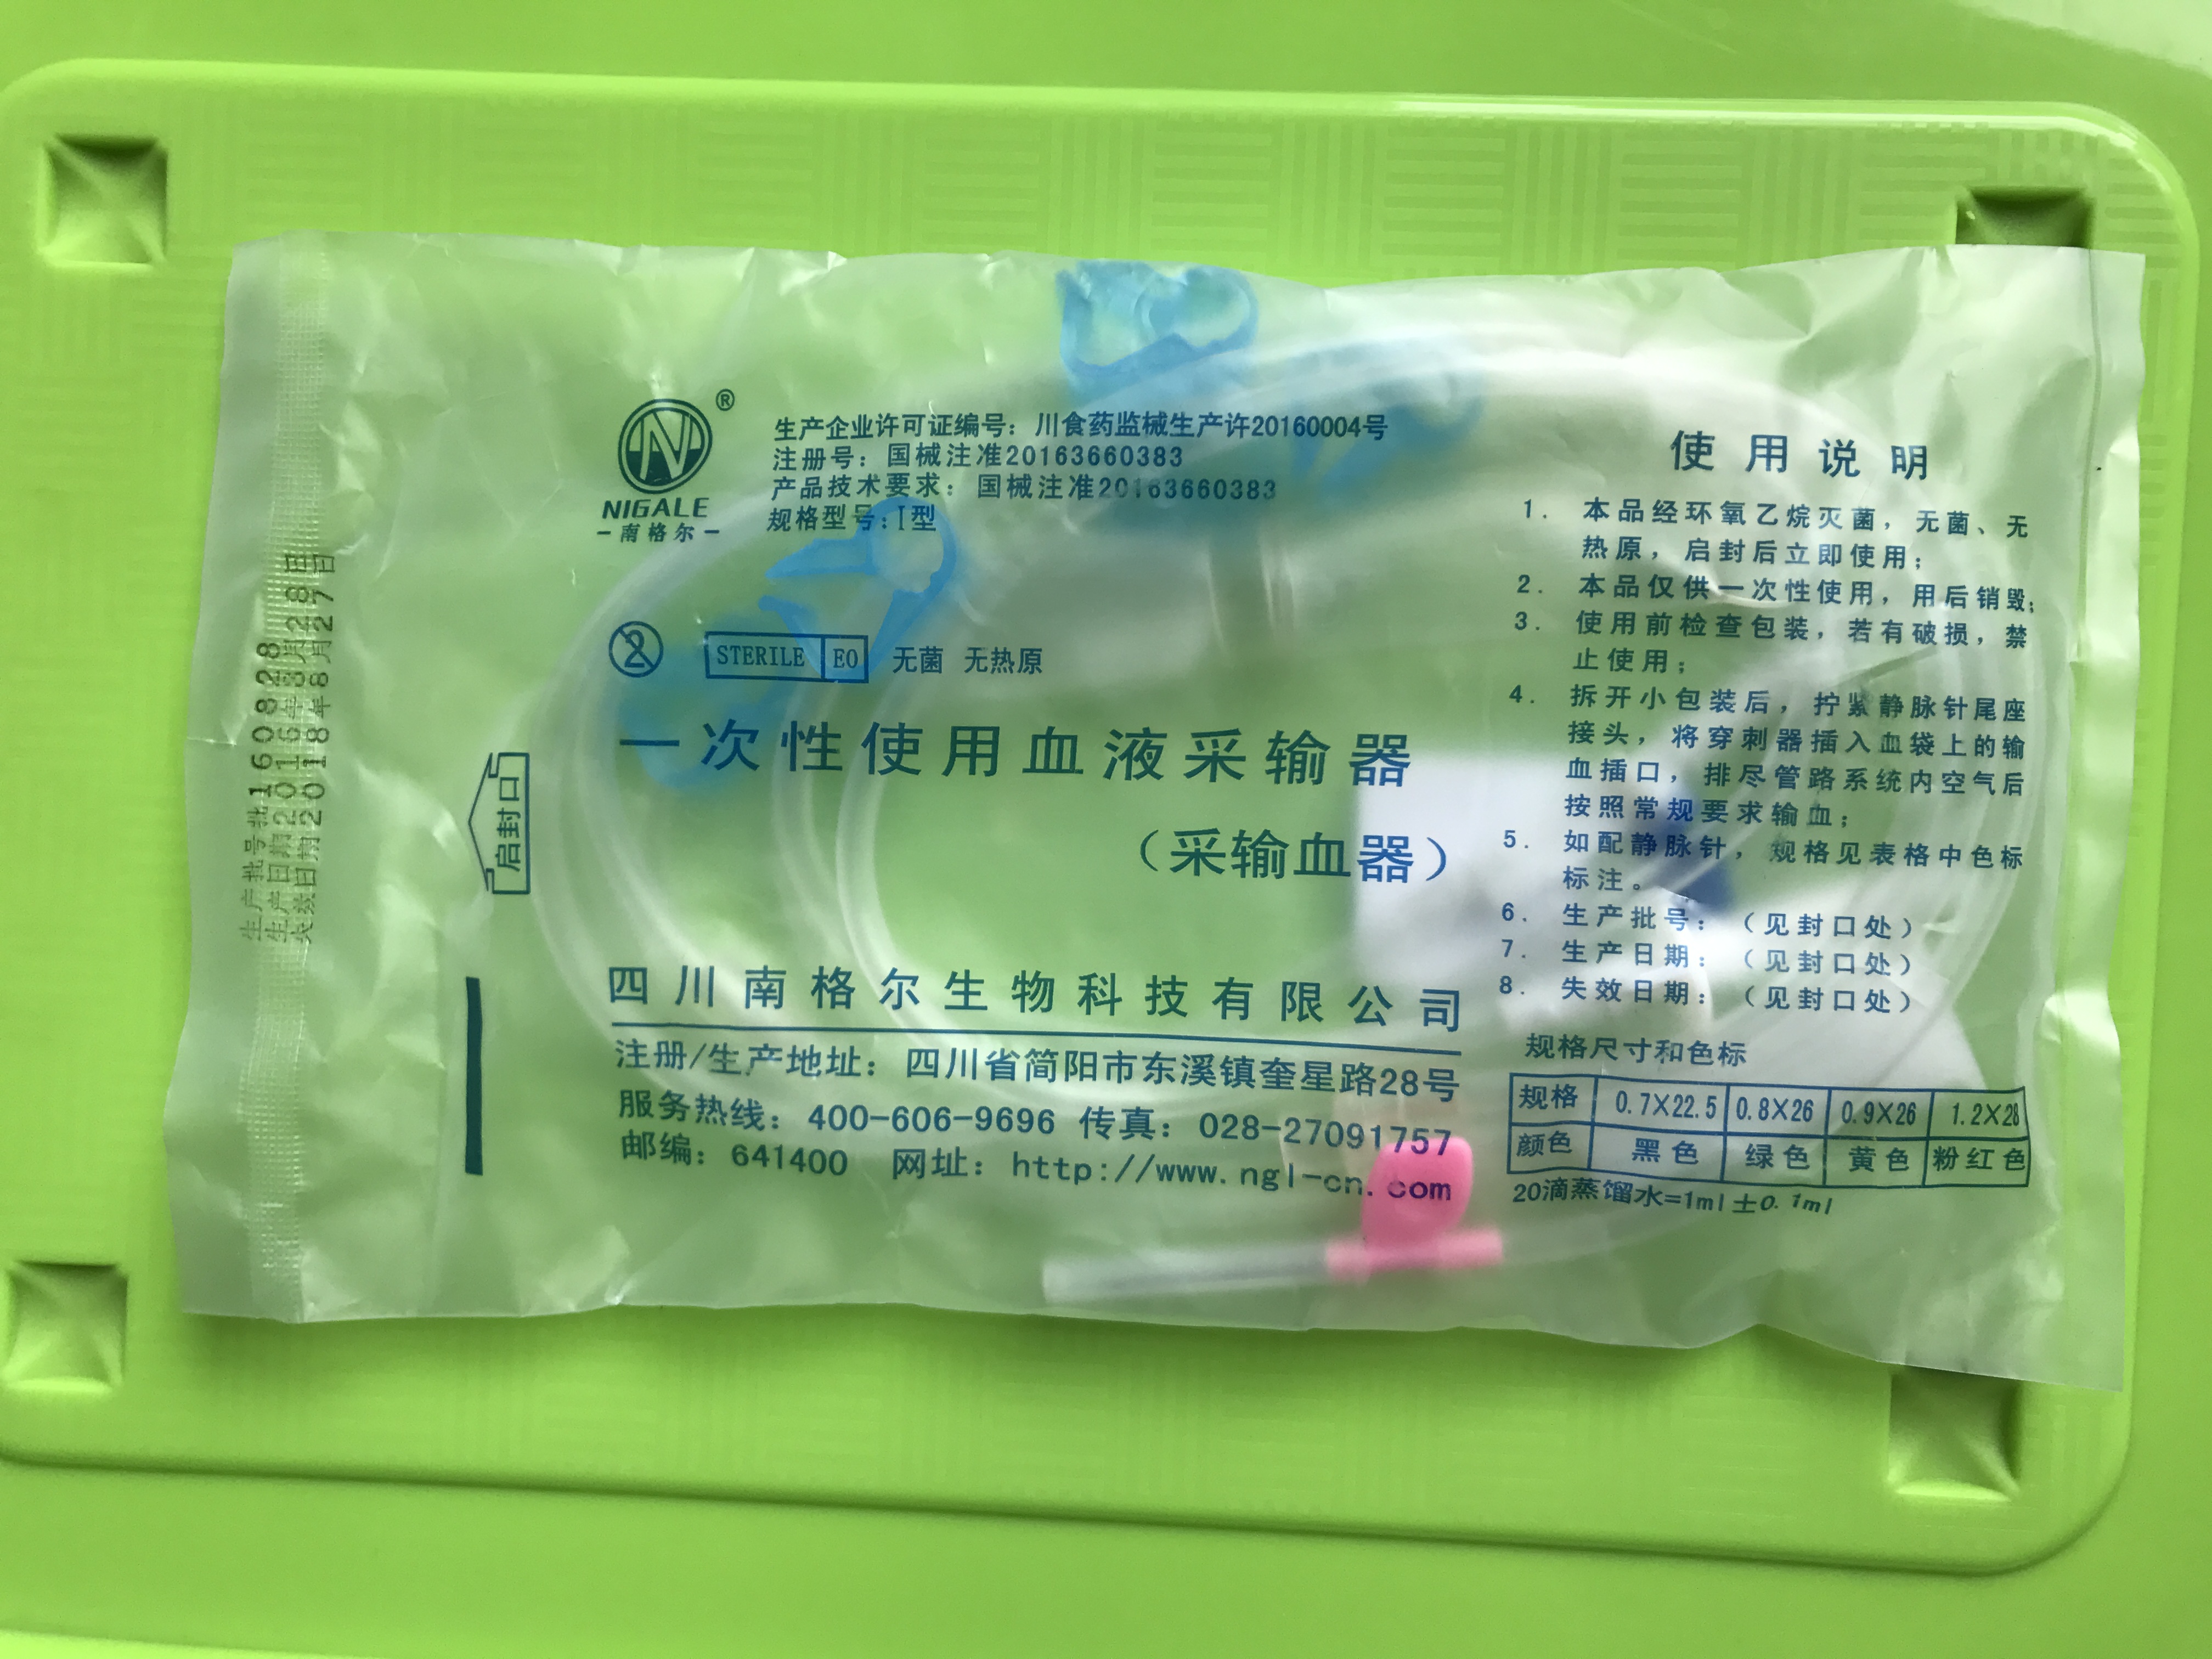 生产批号批160828
生产日期2016年8月28日
失效日期2018年8月27日
启封口
®
NIGALE
－南格尔－
生产企业许可证编号：川食药监械生产许20160004号
注册号：国械注准20163660383
产品技术要求：国械注准20163660383
规格型号：I型
2
STERILE EO 无菌 无热原
一次性使用血液采输器
（采输血器）
四川南格尔生物科技有限公司
注册/生产地址：四川省简阳市东溪镇奎星路28号
服务热线：400-606-9696 传真：028-27091757
邮编：641400 网址：http://www.ngl-cn.com
使用说明
1. 本品经环氧乙烷灭菌，无菌、无
热原，启封后立即使用；
2. 本品仅供一次性使用，用后销毁；
3. 使用前检查包装，若有破损，禁
止使用；
4. 拆开小包装后，拧紧静脉针尾座
接头，将穿刺器插入血袋上的输
血插口，排尽管路系统内空气后
按照常规要求输血；
5. 如配静脉针，规格见表格中色标
标注。
6. 生产批号：（见封口处）
7. 生产日期：（见封口处）
8. 失效日期：（见封口处）
规格尺寸和色标
规格 0.7X22.5 0.8X26 0.9X26 1.2X28
颜色 黑色 绿色 黄色 粉红色
20滴蒸馏水=1ml±0.1ml